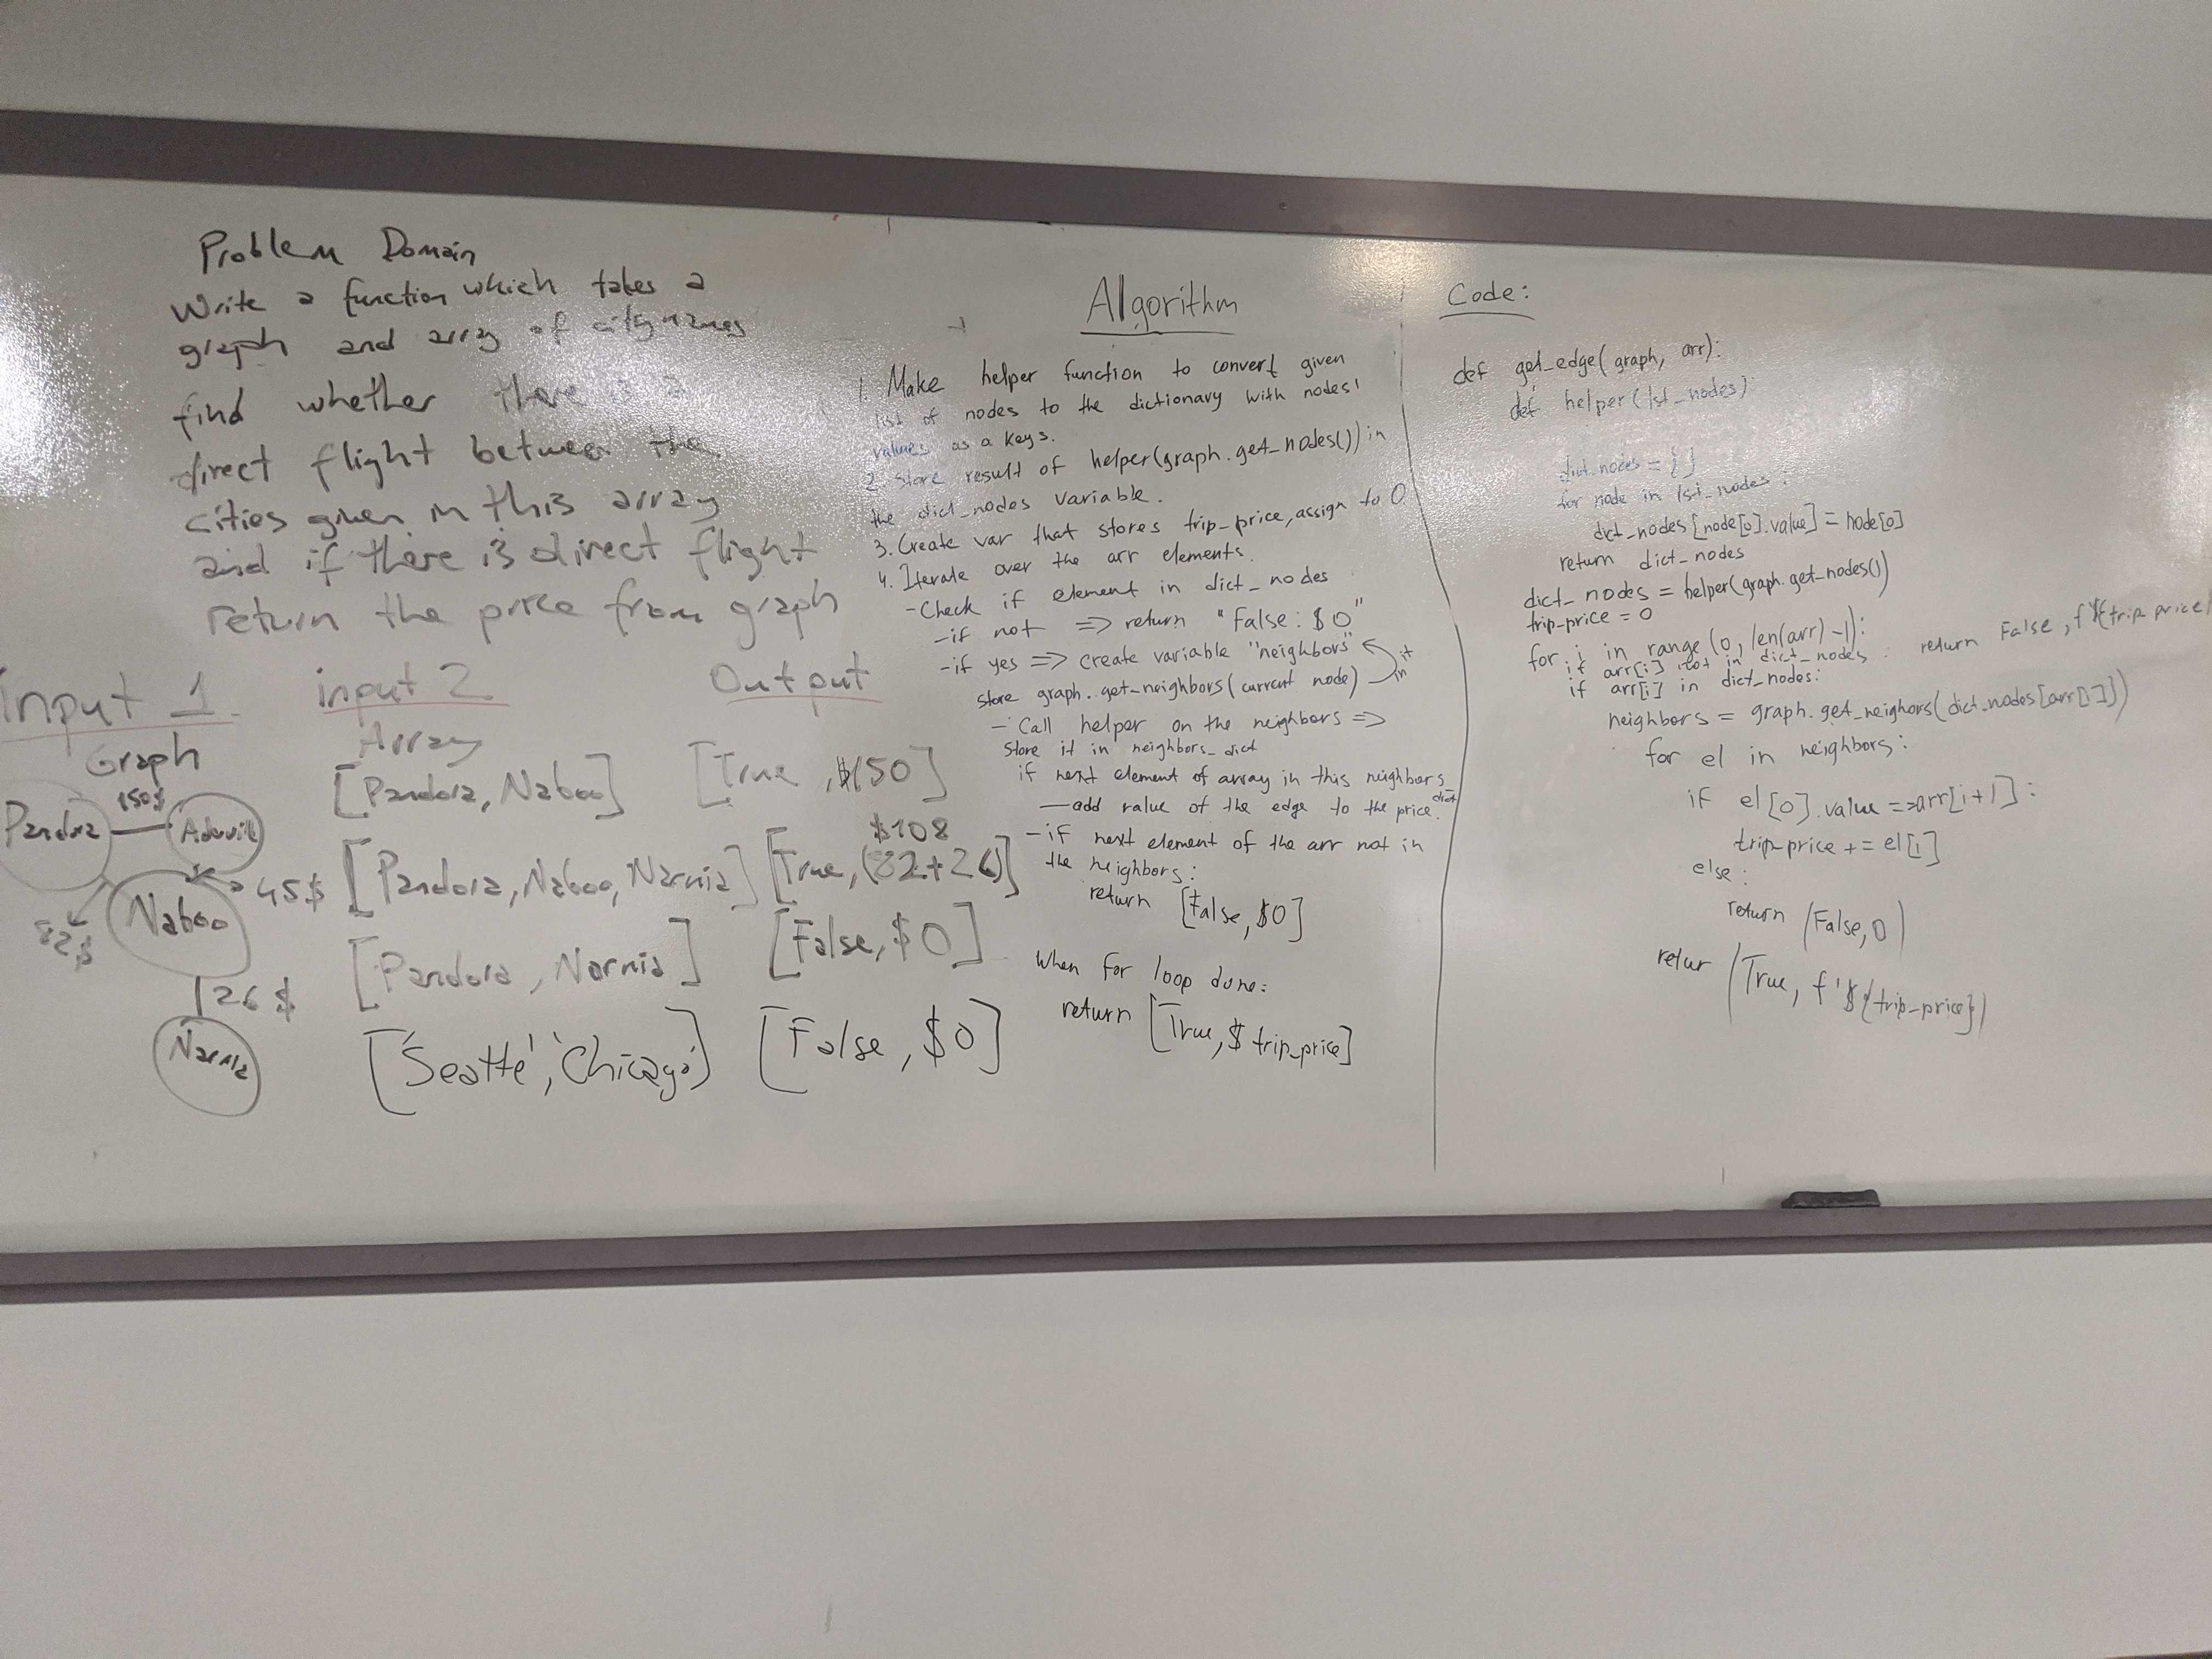 Problem Domain
Write a function which takes a
graph and array of city names
find whether there is a
direct flight between the
cities given in this array
and if there is direct flight
return the price from graph
Input 1
Graph
Pandora
150$
82$
Naboo
45$
26$
Narnia
input 2
Array
[Pandora, Naboo]
[Pandora, Naboo, Narnia]
[Pandora, Narnia]
['Seattle', 'Chicago']
Output
[True, $150]
$108
[True, (82+26)]
[False, $0]
[False, $0]
Algorithm
1. Make helper function to convert given
list of nodes to the dictionary with nodes'
values as a keys.
2. Store result of helper(graph.get_nodes()) in
the dict_nodes variable.
3. Create var that stores trip_price, assign to 0
4. Iterate over the arr elements.
- Check if element in dict_nodes
- if not => return "False: $0"
- if yes => create variable "neighbors"
store graph.get_neighbors(current node) it in
- Call helper on the neighbors =>
store it in neighbors_dict
if next element of array in this neighbors_dict
— add value of the edge to the price.
- if next element of the arr not in
the neighbors:
return [False, $0]
When for loop done:
return [True, $ trip_price]
Code:
def get_edge(graph, arr):
def helper(lst_nodes)
dict_nodes = {}
for node in lst_nodes:
dict_nodes[node[0].value] = node[0]
return dict_nodes
dict_nodes = helper(graph.get_nodes())
trip_price = 0
for i in range(0, len(arr)-1):
if arr[i] not in dict_nodes: return False, f'${trip_price}
if arr[i] in dict_nodes:
neighbors = graph.get_neighors(dict_nodes[arr[i]])
for el in neighbors:
if el[0].value == arr[i+1]:
trip_price += el[1]
else:
return (False, 0)
retur (True, f'${trip_price})